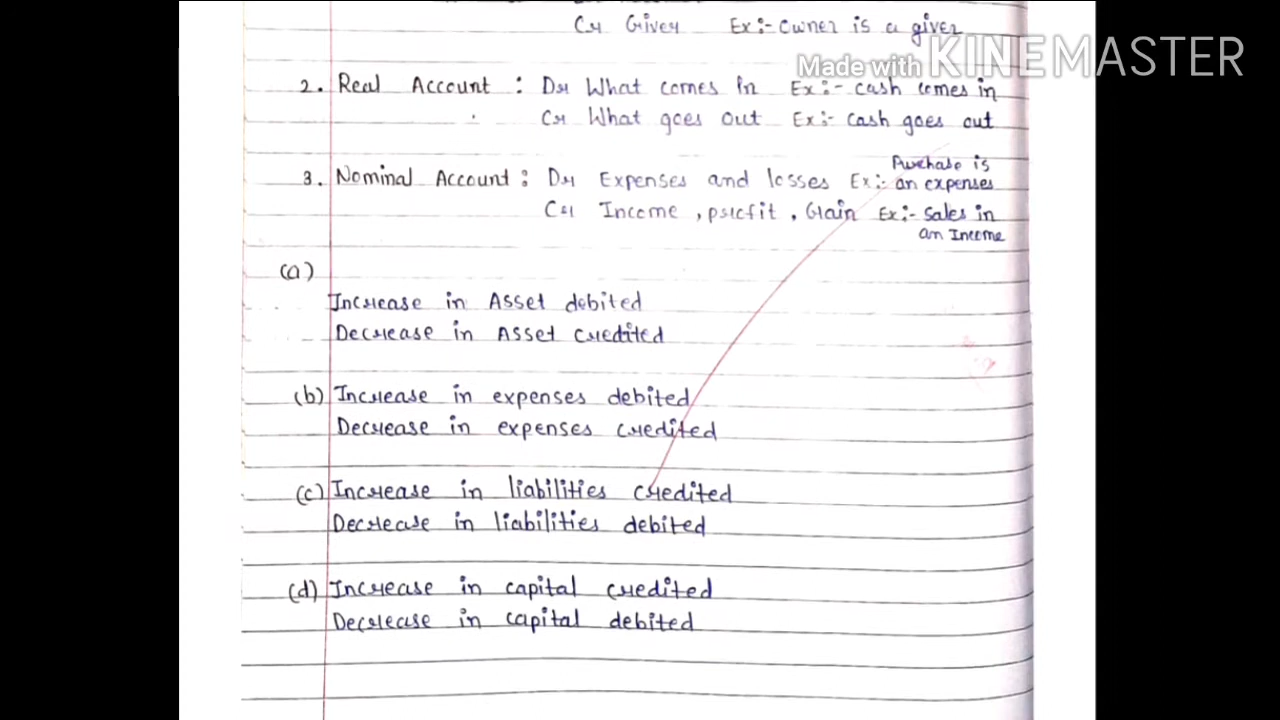 Cr Giver Ex:- Owner is a giver
Made with KINEMASTER
2. Real Account : Dr What comes in Ex:- cash comes in
Cr What goes out Ex:- cash goes out
Purchase is
3. Nominal Account : Dr Expenses and losses Ex:- an expenses
Cr Income , profit , Gain Ex:- Sales in
an Income
(a)
Increase in Asset debited
Decrease in Asset credited
(b) Increase in expenses debited
Decrease in expenses credited
(c) Increase in liabilities credited
Decrease in liabilities debited
(d) Increase in capital credited
Decrease in capital debited